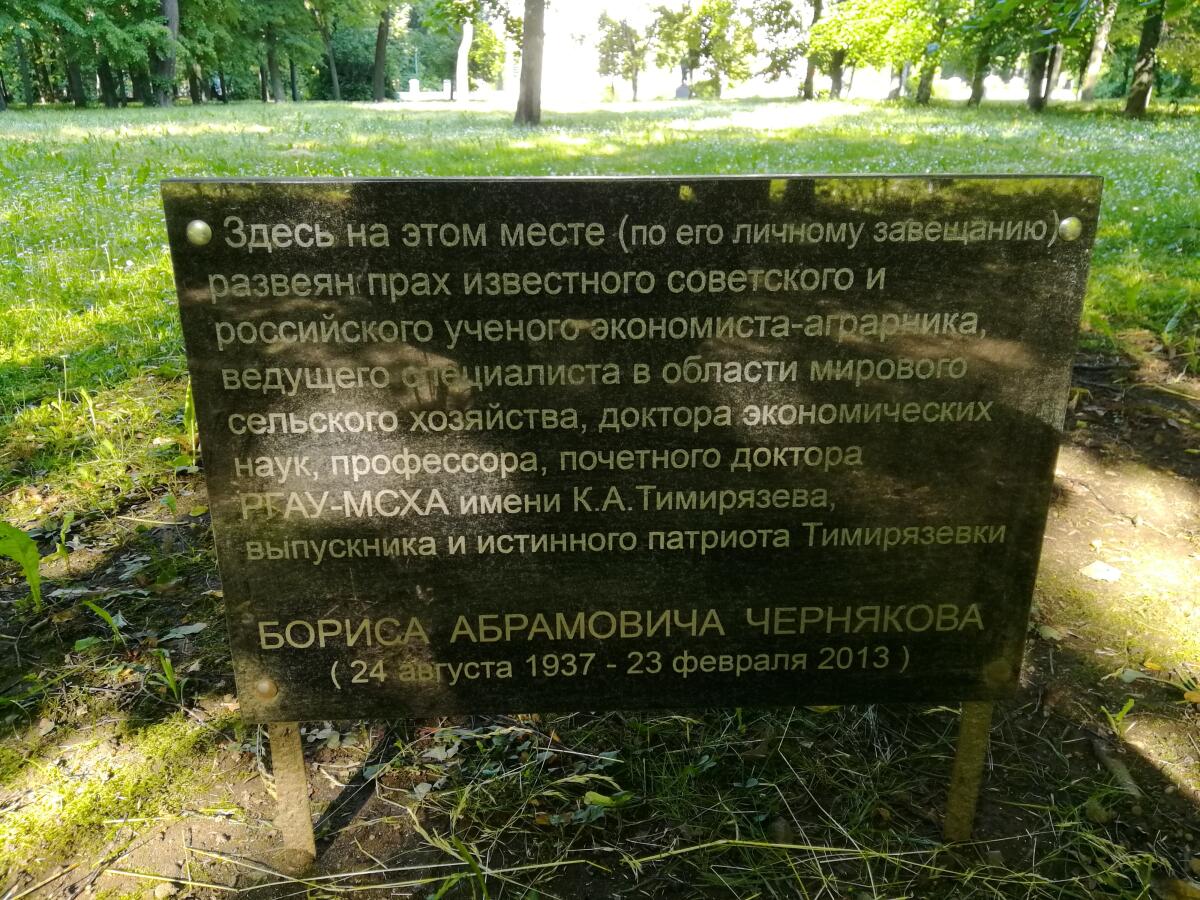 Здесь на этом месте (по его личному завещанию)
развеян прах известного советского и
российского ученого экономиста-аграрника,
ведущего специалиста в области мирового
сельского хозяйства, доктора экономических
наук, профессора, почетного доктора
РГАУ-МСХА имени К.А.Тимирязева,
выпускника и истинного патриота Тимирязевки
БОРИСА АБРАМОВИЧА ЧЕРНЯКОВА
( 24 августа 1937 - 23 февраля 2013 )